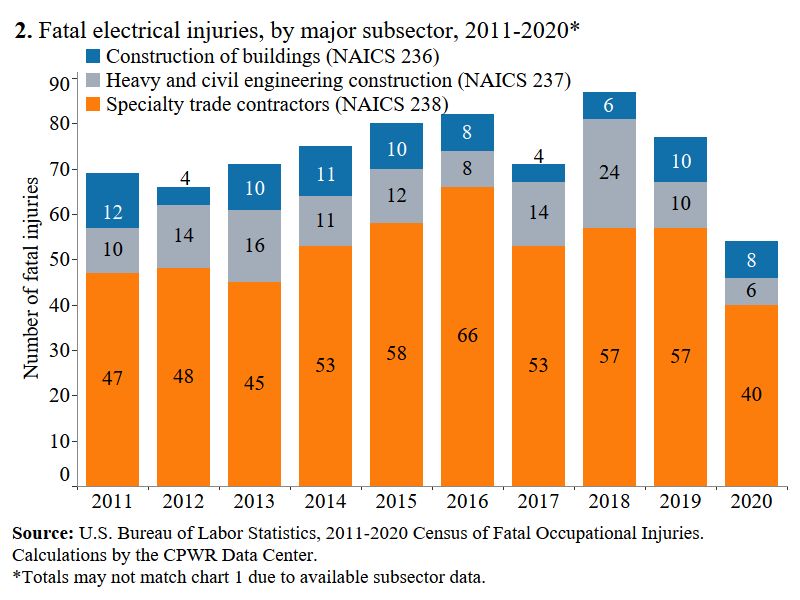 2. Fatal electrical injuries, by major subsector, 2011-2020*
Construction of buildings (NAICS 236)
Heavy and civil engineering construction (NAICS 237)
Specialty trade contractors (NAICS 238)
Number of fatal injuries
90
80
70
60
50
40
30
20
10
0
12 4 10 11 10 8 4 6 10 8
10 14 16 11 12 8 14 24 10 6
47 48 45 53 58 66 53 57 57 40
2011 2012 2013 2014 2015 2016 2017 2018 2019 2020
Source: U.S. Bureau of Labor Statistics, 2011-2020 Census of Fatal Occupational Injuries.
Calculations by the CPWR Data Center.
*Totals may not match chart 1 due to available subsector data.